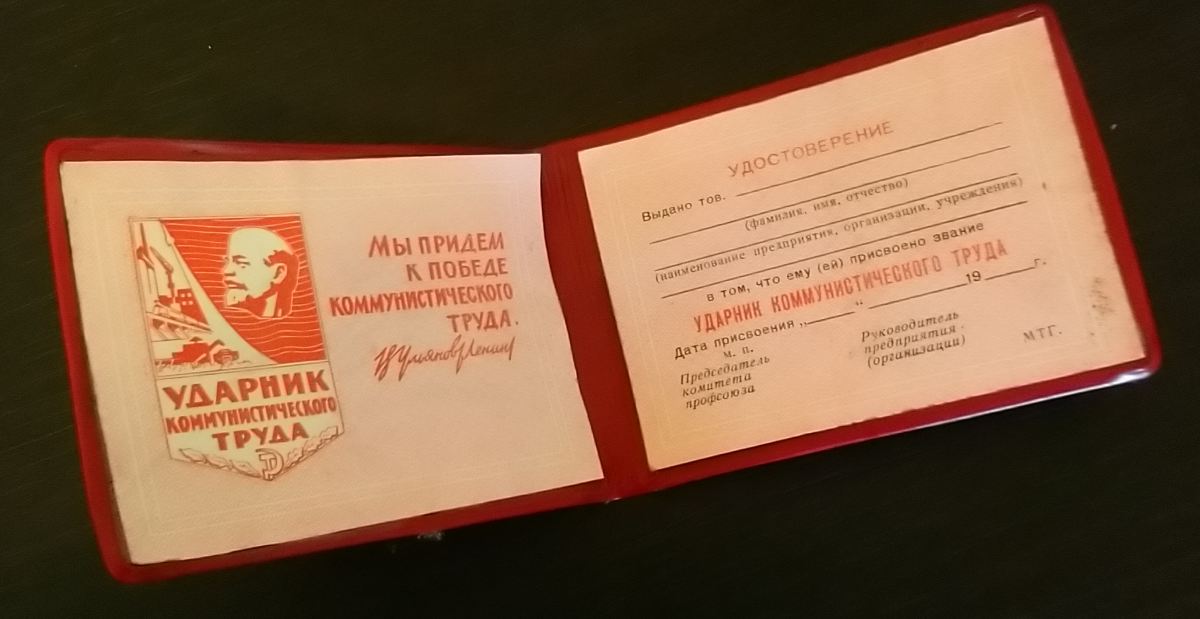 УДАРНИК
КОММУНИСТИЧЕСКОГО
ТРУДА
МЫ ПРИДЕМ
К ПОБЕДЕ
КОММУНИСТИЧЕСКОГО
ТРУДА.
В Ульянов (Ленин)
УДОСТОВЕРЕНИЕ
Выдано тов.
(фамилия, имя, отчество)
(наименование предприятия, организации, учреждения)
в том, что ему (ей) присвоено звание
УДАРНИК КОММУНИСТИЧЕСКОГО ТРУДА
Дата присвоения „ “ 19 г.
м. п.
Председатель
комитета
профсоюза
Руководитель
предприятия
(организации)
МТГ.